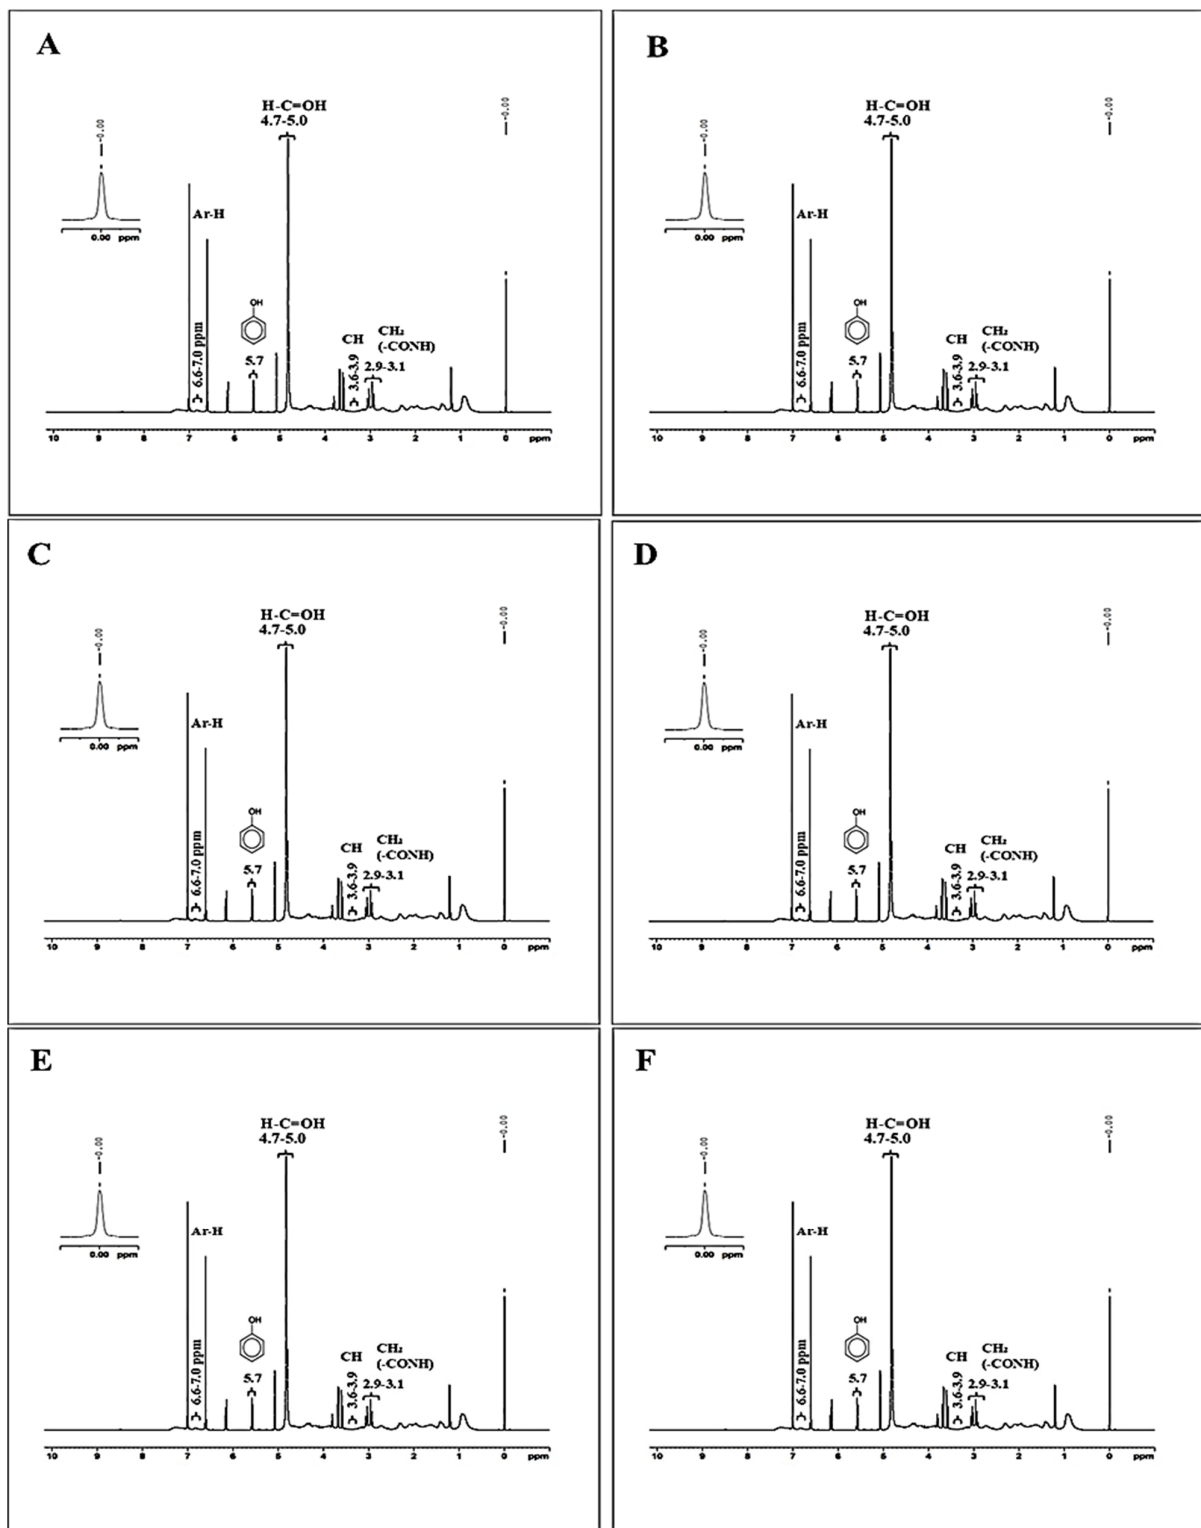 A
H-C=OH
4.7-5.0
-0.00
-0.00
0.00 ppm
Ar-H
6.6-7.0 ppm
OH
5.7
CH
3.6-3.9
CH₂
(-CONH)
2.9-3.1
10 9 8 7 6 5 4 3 2 1 0 ppm
B
H-C=OH
4.7-5.0
-0.00
-0.00
0.00 ppm
Ar-H
6.6-7.0 ppm
OH
5.7
CH
3.6-3.9
CH₂
(-CONH)
2.9-3.1
10 9 8 7 6 5 4 3 2 1 0 ppm
C
H-C=OH
4.7-5.0
-0.00
-0.00
0.00 ppm
Ar-H
6.6-7.0 ppm
OH
5.7
CH
3.6-3.9
CH₂
(-CONH)
2.9-3.1
10 9 8 7 6 5 4 3 2 1 0 ppm
D
H-C=OH
4.7-5.0
-0.00
-0.00
0.00 ppm
Ar-H
6.6-7.0 ppm
OH
5.7
CH
3.6-3.9
CH₂
(-CONH)
2.9-3.1
10 9 8 7 6 5 4 3 2 1 0 ppm
E
H-C=OH
4.7-5.0
-0.00
-0.00
0.00 ppm
Ar-H
6.6-7.0 ppm
OH
5.7
CH
3.6-3.9
CH₂
(-CONH)
2.9-3.1
10 9 8 7 6 5 4 3 2 1 0 ppm
F
H-C=OH
4.7-5.0
-0.00
-0.00
0.00 ppm
Ar-H
6.6-7.0 ppm
OH
5.7
CH
3.6-3.9
CH₂
(-CONH)
2.9-3.1
10 9 8 7 6 5 4 3 2 1 0 ppm